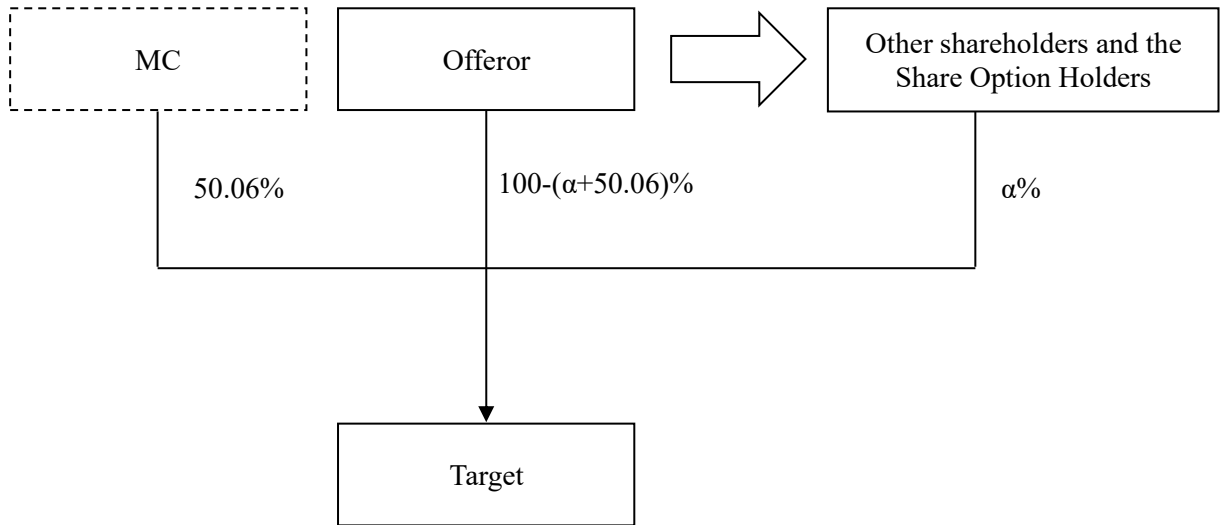 MC
Offeror
Other shareholders and the
Share Option Holders
50.06%
100-(α+50.06)%
α%
Target